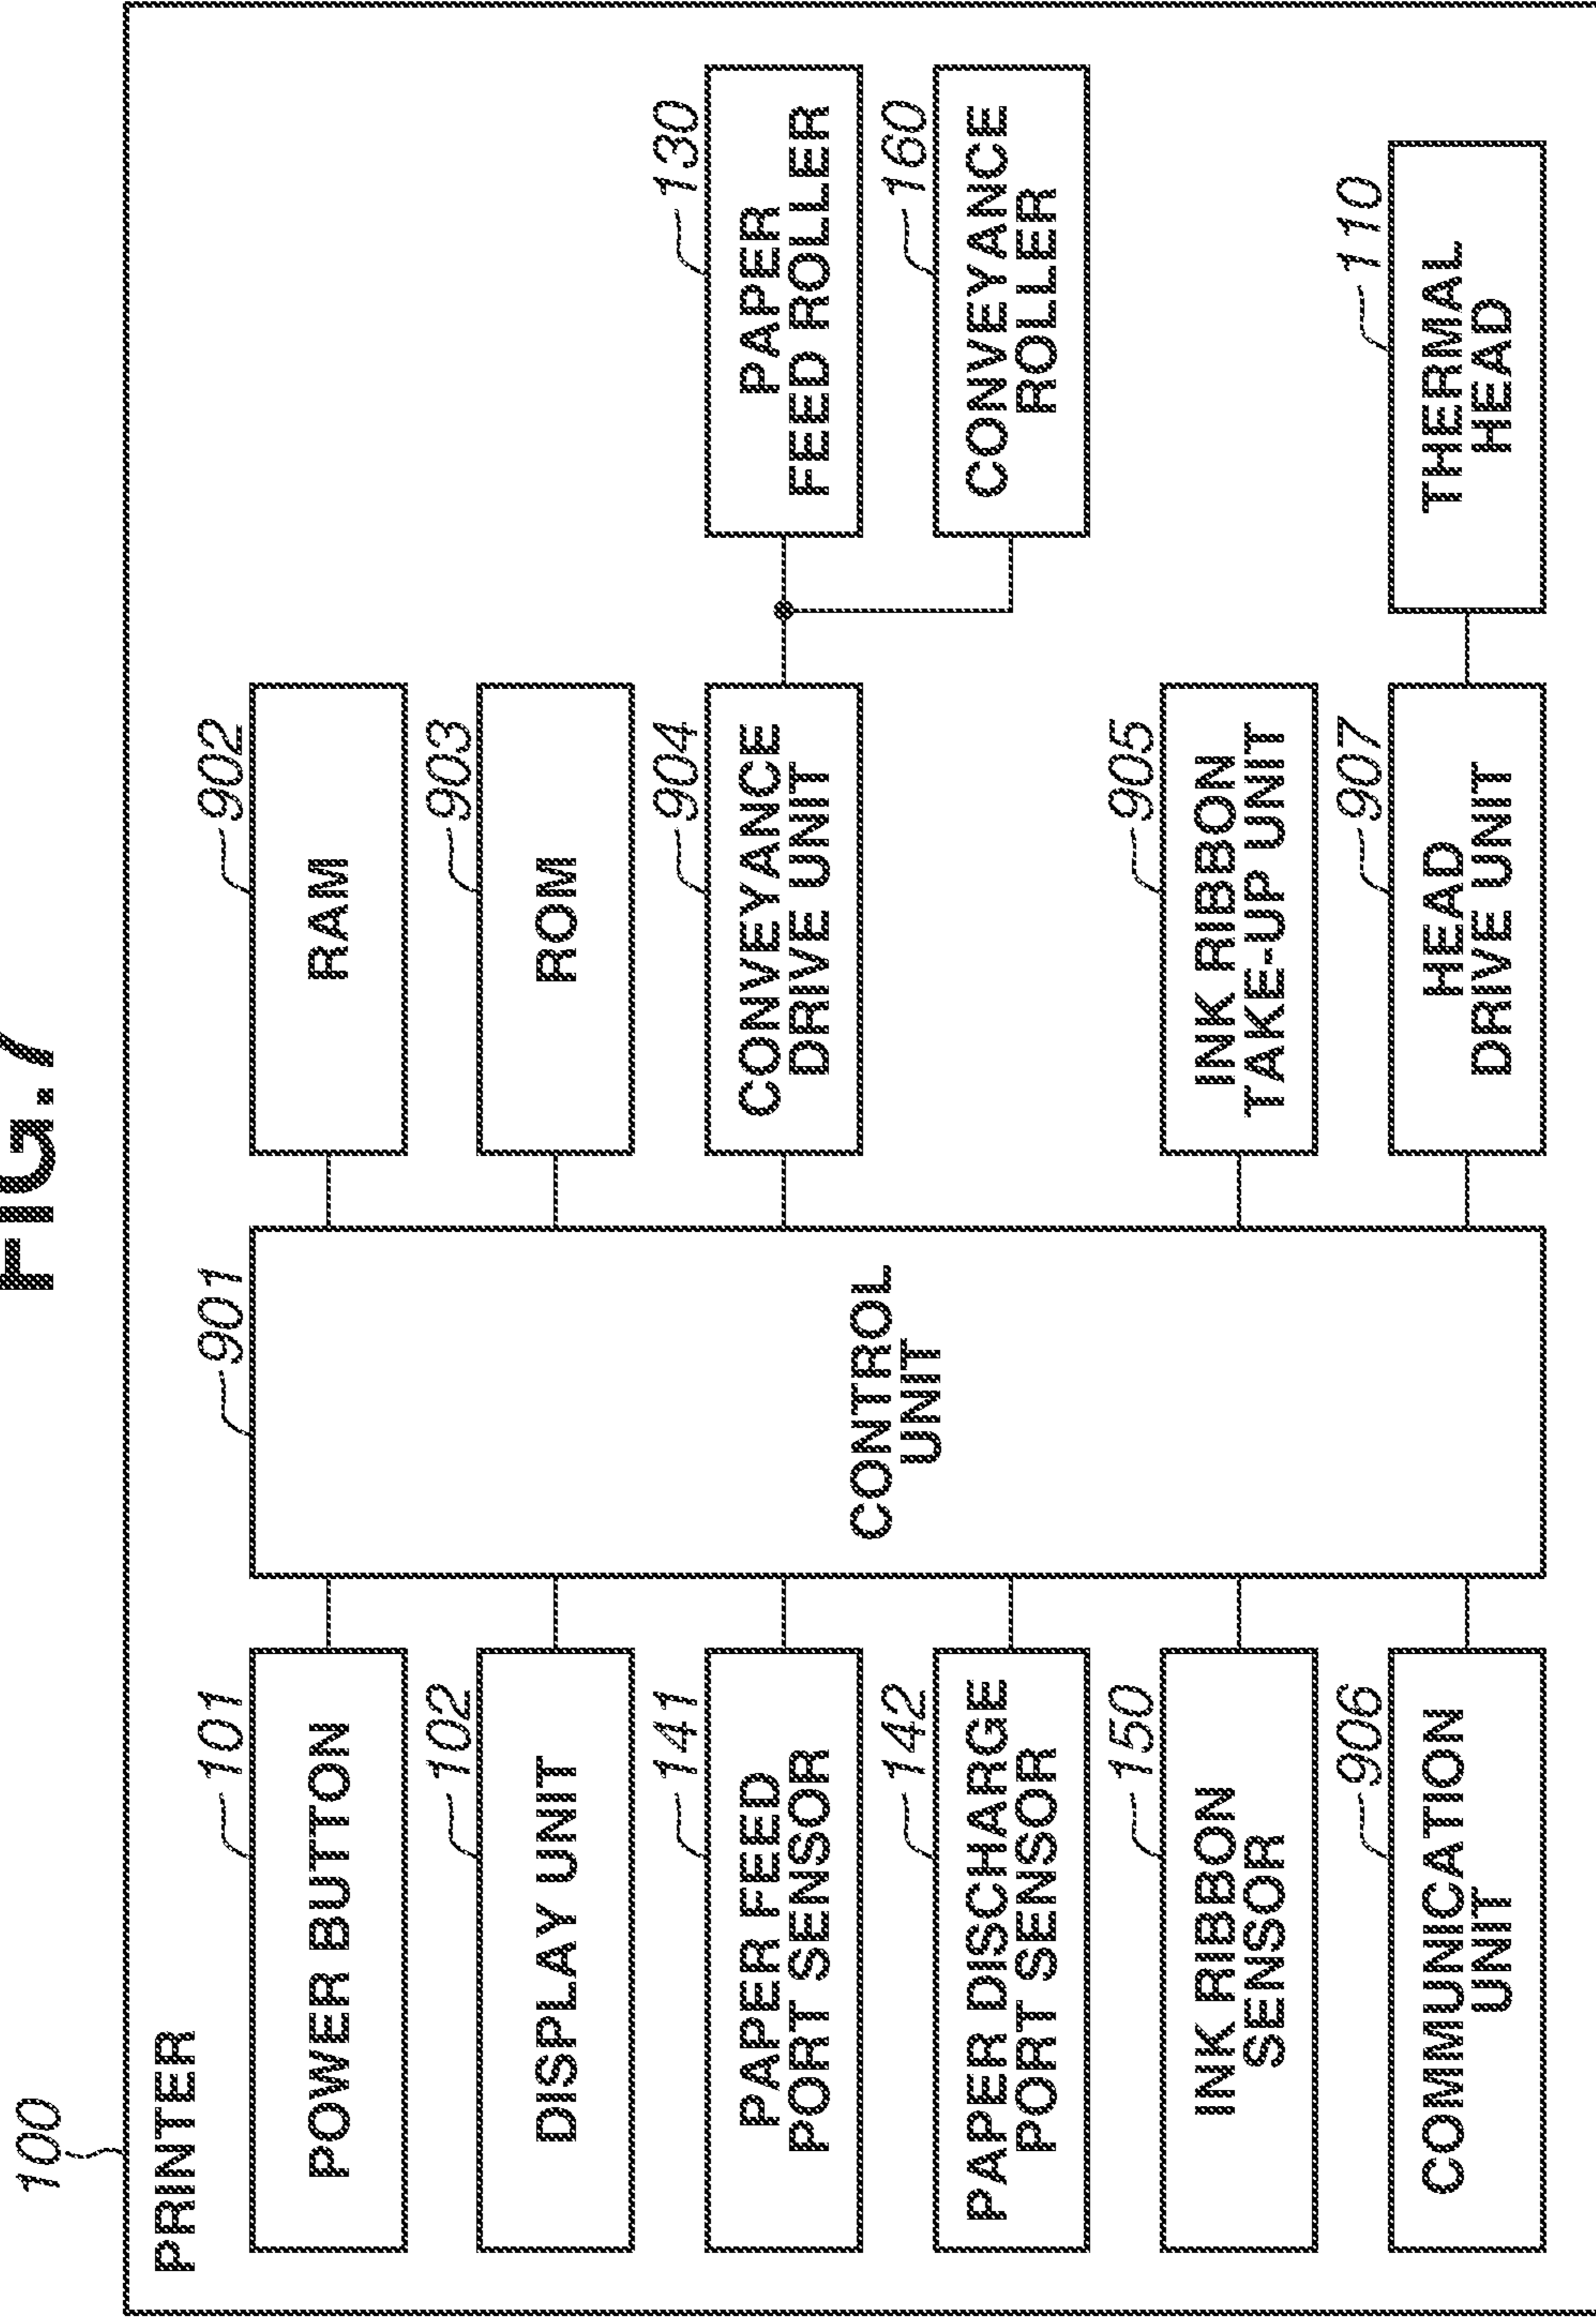 FIG.7
100
PRINTER
101
POWER BUTTON
102
DISPLAY UNIT
141
PAPER FEED
PORT SENSOR
142
PAPER DISCHARGE
PORT SENSOR
150
INK RIBBON
SENSOR
906
COMMUNICATION
UNIT
901
CONTROL
UNIT
902
RAM
903
ROM
904
CONVEYANCE
DRIVE UNIT
905
INK RIBBON
TAKE-UP UNIT
907
HEAD
DRIVE UNIT
130
PAPER
FEED ROLLER
160
CONVEYANCE
ROLLER
110
THERMAL
HEAD